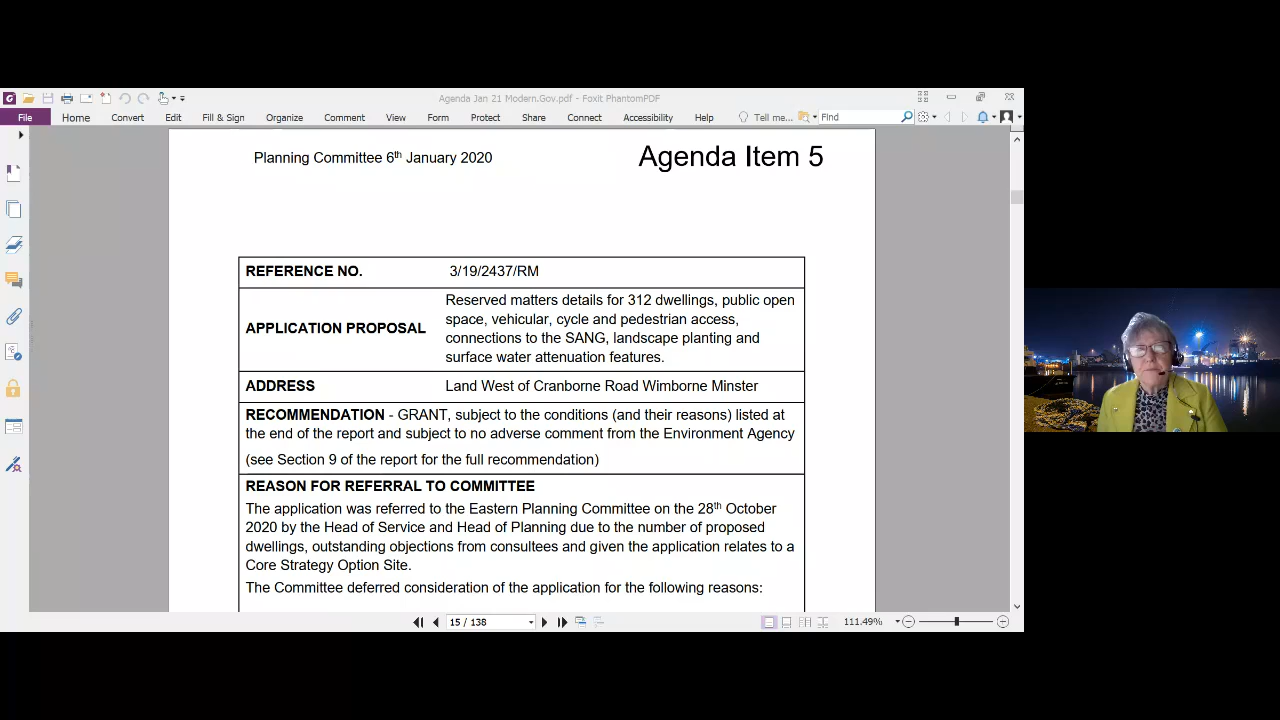 Agenda Jan 21 Modern.Gov.pdf - Foxit PhantomPDF
File Home Convert Edit Fill & Sign Organize Comment View Form Protect Share Connect Accessibility Help Tell me... Find
Planning Committee 6th January 2020
Agenda Item 5
REFERENCE NO. 3/19/2437/RM
APPLICATION PROPOSAL
Reserved matters details for 312 dwellings, public open
space, vehicular, cycle and pedestrian access,
connections to the SANG, landscape planting and
surface water attenuation features.
ADDRESS Land West of Cranborne Road Wimborne Minster
RECOMMENDATION - GRANT, subject to the conditions (and their reasons) listed at
the end of the report and subject to no adverse comment from the Environment Agency
(see Section 9 of the report for the full recommendation)
REASON FOR REFERRAL TO COMMITTEE
The application was referred to the Eastern Planning Committee on the 28th October
2020 by the Head of Service and Head of Planning due to the number of proposed
dwellings, outstanding objections from consultees and given the application relates to a
Core Strategy Option Site.
The Committee deferred consideration of the application for the following reasons:
15 / 138
111.49%